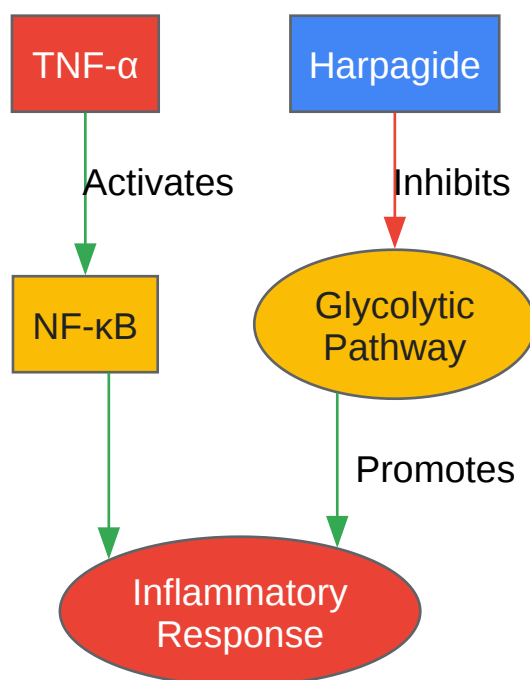 TNF-α
Harpagide
Activates
Inhibits
NF-κB
Glycolytic
Pathway
Promotes
Inflammatory
Response